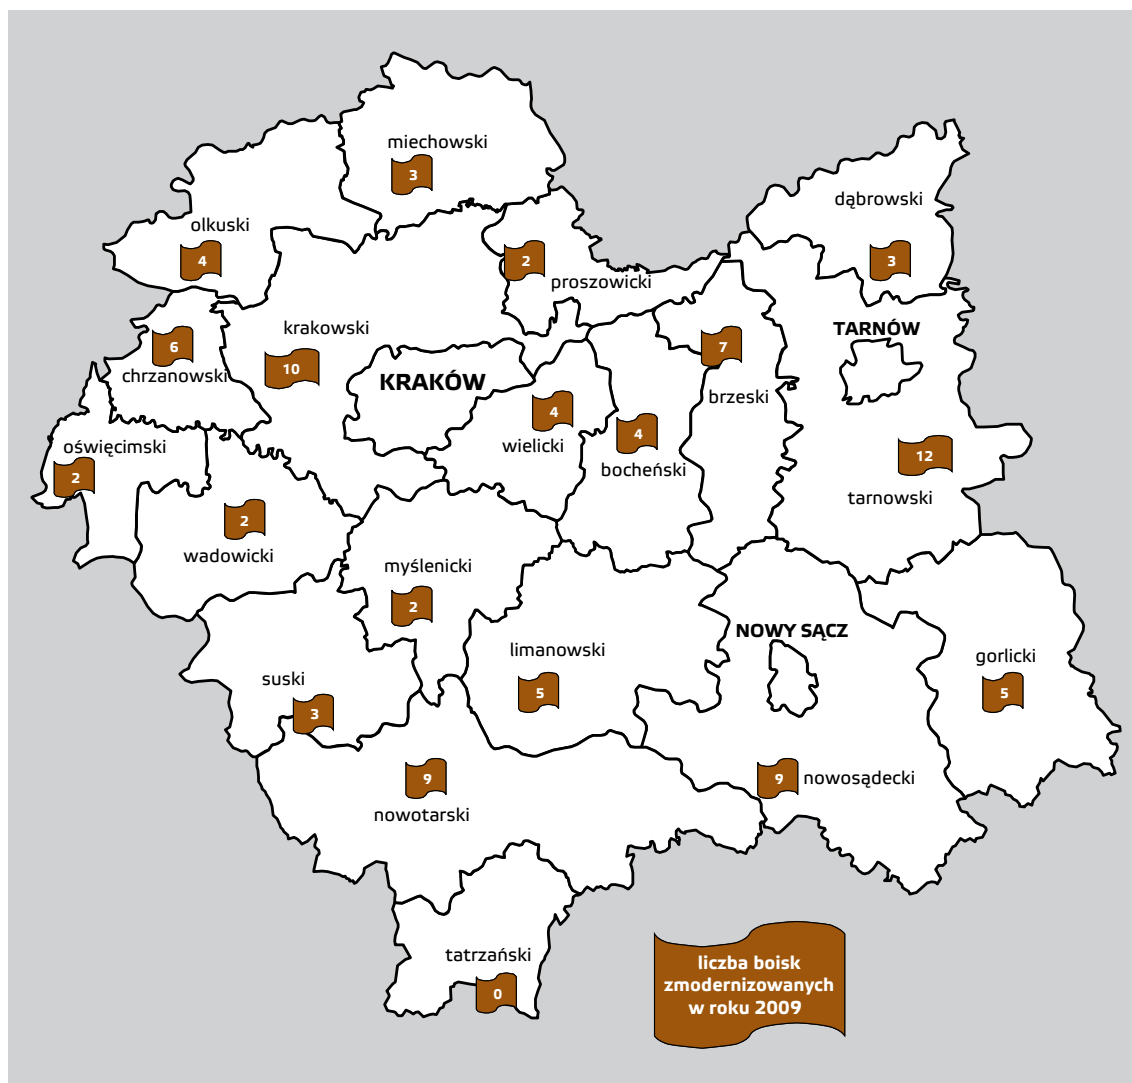 miechowski
3
dąbrowski
3
olkuski
4
2
proszowicki
krakowski
10
TARNÓW
6
chrzanowski
KRAKÓW
7
brzeski
4
wielicki
4
bocheński
oświęcimski
2
12
tarnowski
2
wadowicki
myślenicki
2
NOWY SĄCZ
limanowski
5
gorlicki
5
suski
3
9
nowotarski
9
nowosądecki
tatrzański
0
liczba boisk
zmodernizowanych
w roku 2009